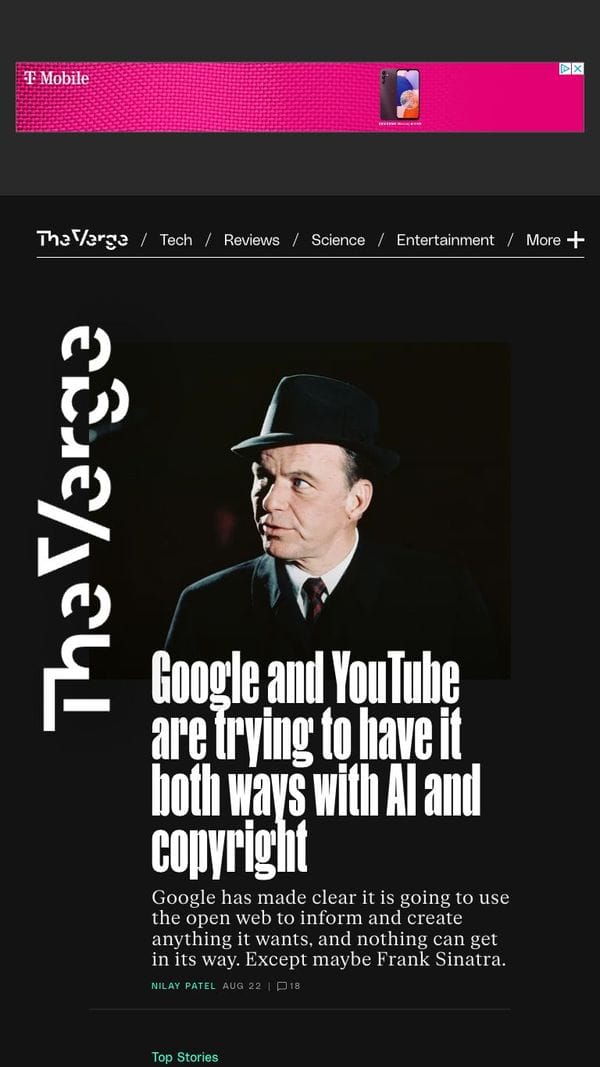 T Mobile
The Verge / Tech / Reviews / Science / Entertainment / More +
The Verge
Google and YouTube
are trying to have it
both ways with AI and
copyright
Google has made clear it is going to use
the open web to inform and create
anything it wants, and nothing can get
in its way. Except maybe Frank Sinatra.
NILAY PATEL AUG 22 | 18
Top Stories